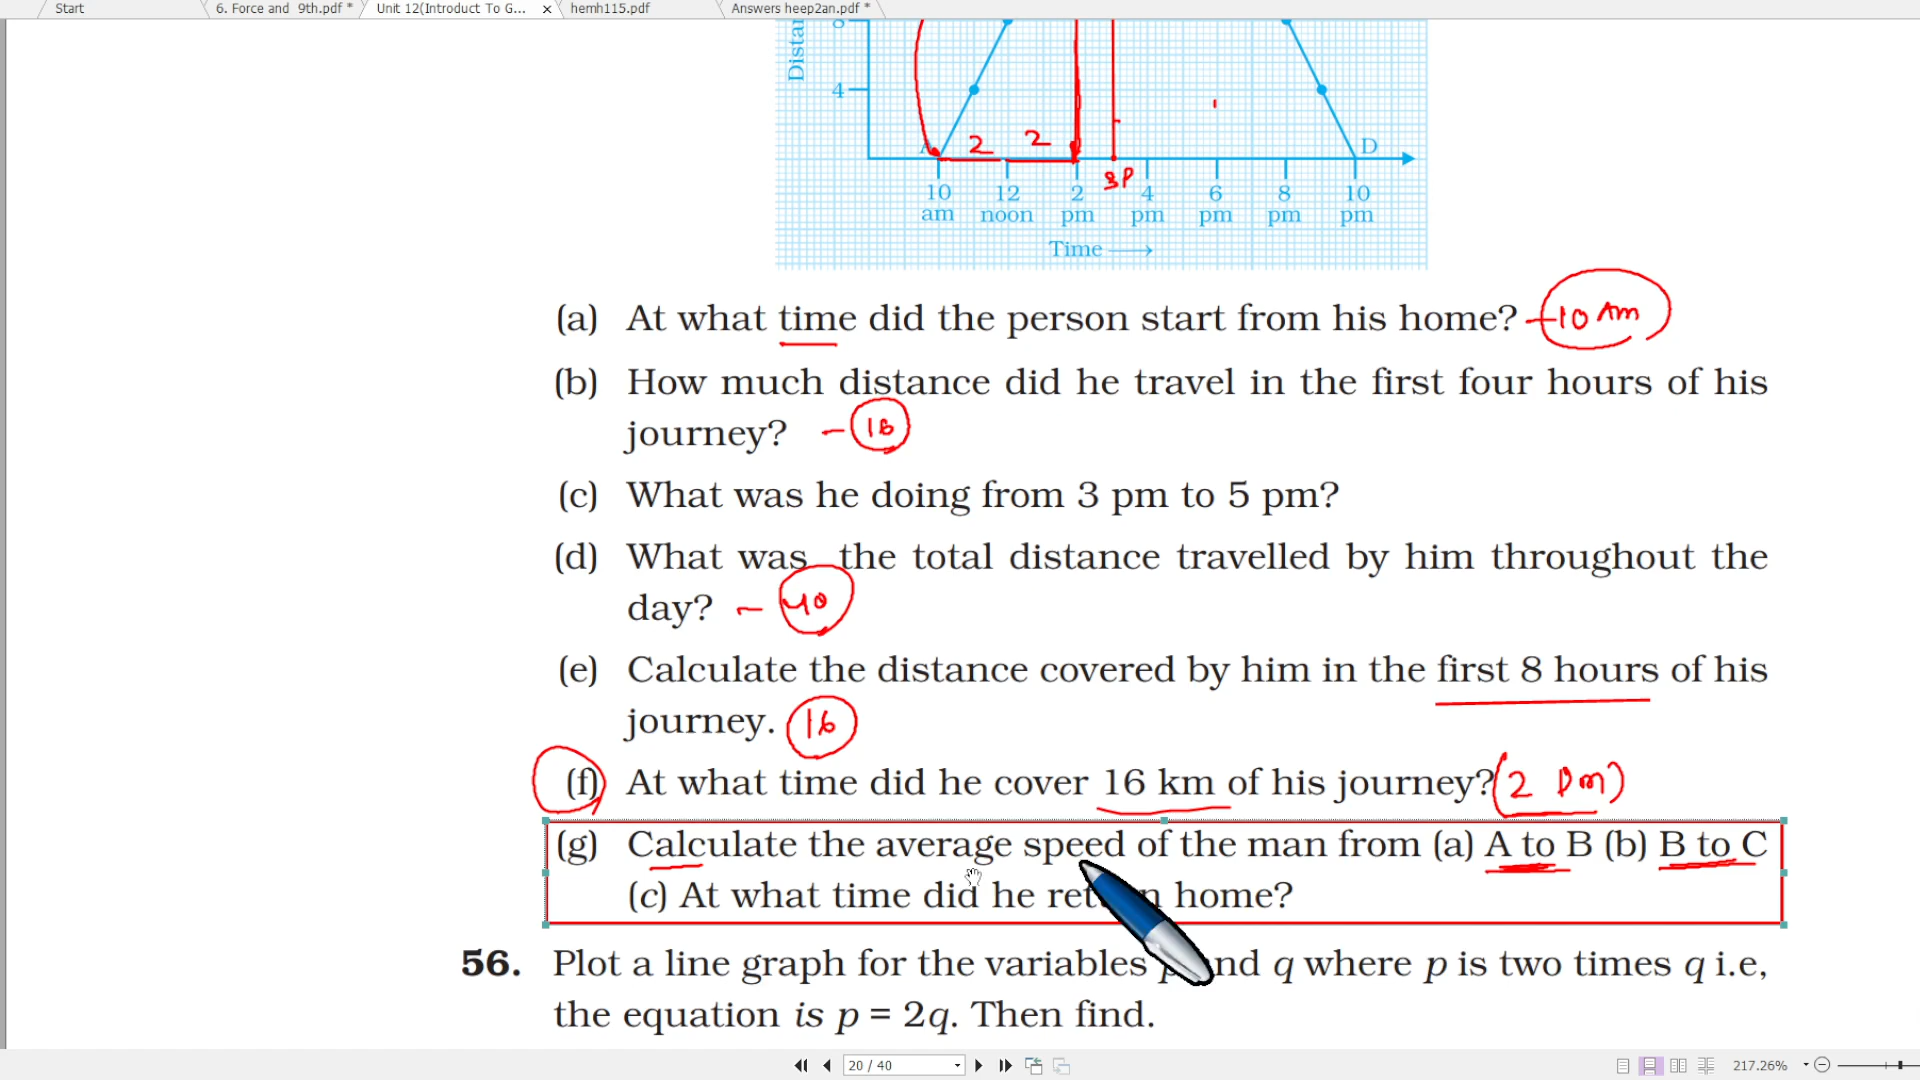 Start 6. Force and 9th.pdf * Unit 12(Introduct To G... x hemh115.pdf Answers heep2an.pdf *
8
4
D
2 2
3P
10 12 2 4 6 8 10
am noon pm pm pm pm pm
Time
(a) At what time did the person start from his home? - 10 Am
(b) How much distance did he travel in the first four hours of his
journey? - 16
(c) What was he doing from 3 pm to 5 pm?
(d) What was the total distance travelled by him throughout the
day? - 40
(e) Calculate the distance covered by him in the first 8 hours of his
journey. 16
(f) At what time did he cover 16 km of his journey? (2 Pm)
(g) Calculate the average speed of the man from (a) A to B (b) B to C
(c) At what time did he return home?
56. Plot a line graph for the variables p and q where p is two times q i.e,
the equation is p = 2q. Then find.
20 / 40 217.26%